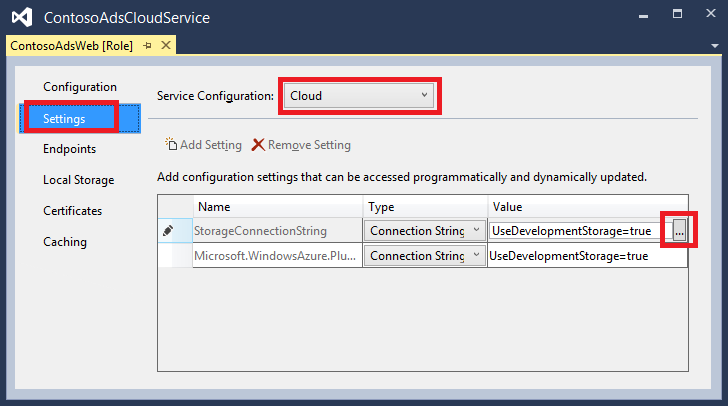 ContosoAdsCloudService
ContosoAdsWeb [Role]
Configuration
Service Configuration: Cloud
Settings
Add Setting Remove Setting
Endpoints
Local Storage
Add configuration settings that can be accessed programmatically and dynamically updated.
Certificates
Name Type Value
StorageConnectionString Connection String UseDevelopmentStorage=true ...
Caching
Microsoft.WindowsAzure.Plu... Connection String UseDevelopmentStorage=true